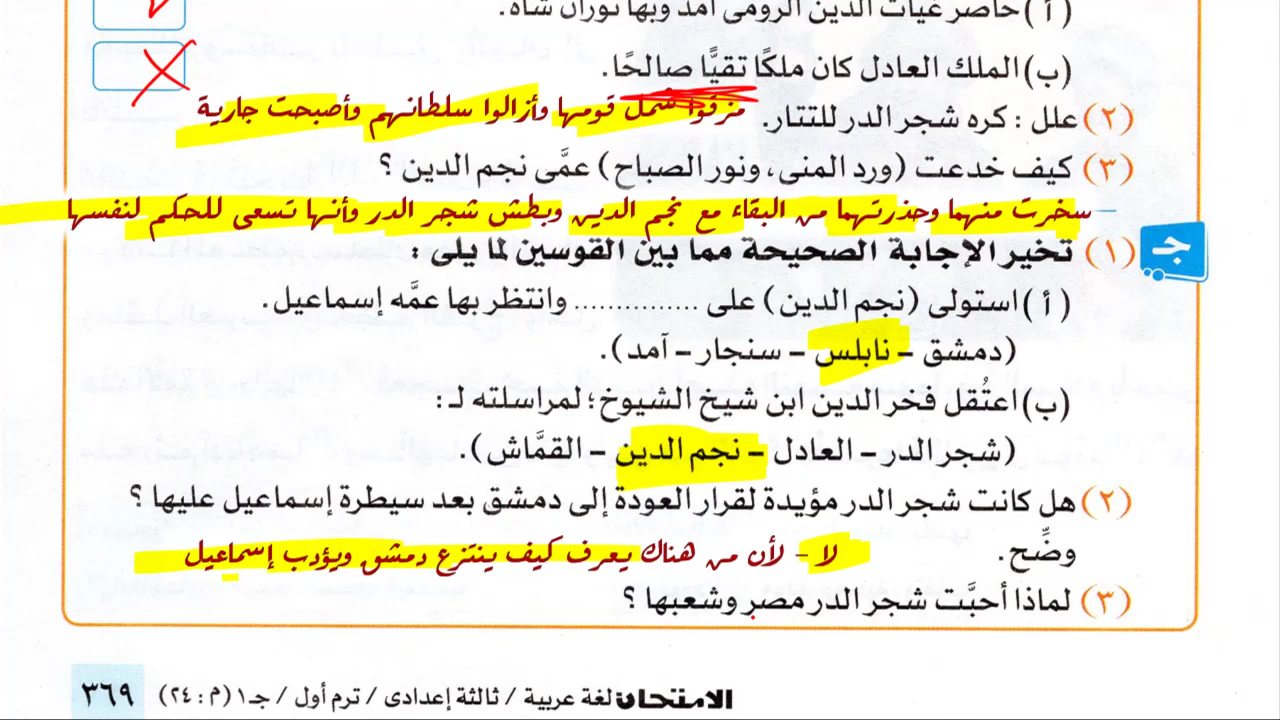 ( أ ) حاصر غياث الدين الرومى آمد وبها توران شاه.
(ب) الملك العادل كان ملكًا تقيًّا صالحًا.
(٢) علل : كره شجر الدر للتتار. مزقوا شمل قومها وأزالوا سلطانهم وأصبحت جارية
(٣) كيف خدعت (ورد المنى، ونور الصباح) عمَّى نجم الدين ؟
– سخرت منهما وحذرتهما من البقاء مع نجم الدين وبطش شجر الدر وأنها تسعى للحكم لنفسها
جـ (١) تخير الإجابة الصحيحة مما بين القوسين لما يلى :
( أ ) استولى (نجم الدين) على ............. وانتظر بها عمَّه إسماعيل.
(دمشق – نابلس – سنجار – آمد).
(ب) اعتُقل فخر الدين ابن شيخ الشيوخ؛ لمراسلته لـ:
(شجر الدر – العادل – نجم الدين – القمَّاش).
(٢) هل كانت شجر الدر مؤيدة لقرار العودة إلى دمشق بعد سيطرة إسماعيل عليها ؟
وضِّح. لا – لأن من هناك يعرف كيف ينتزع دمشق ويؤدب إسماعيل
(٣) لماذا أحبَّت شجر الدر مصر وشعبها ؟
الامتحان لغة عربية / ثالثة إعدادى / ترم أول / جـ١ (م : ٢٤) ٣٦٩